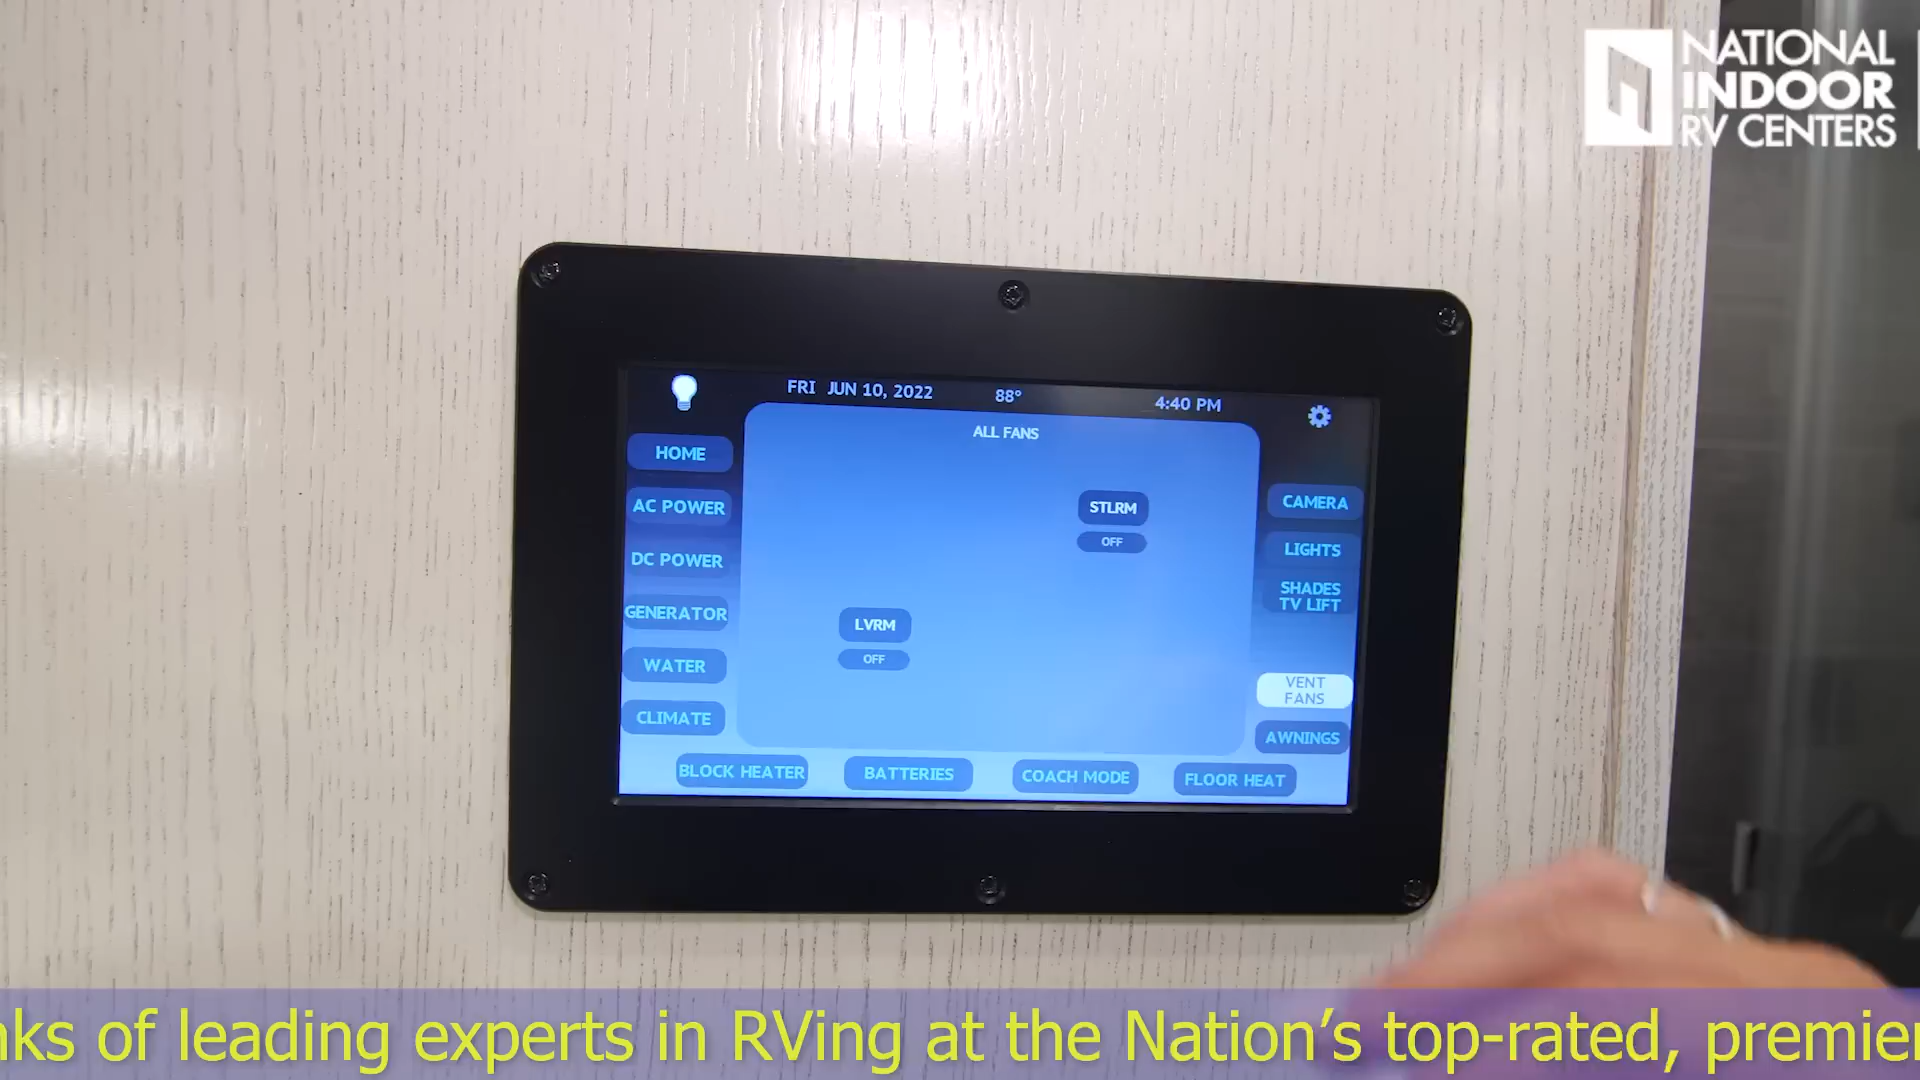 NATIONAL
INDOOR
RV CENTERS
FRI JUN 10, 2022 88° 4:40 PM
ALL FANS
HOME
AC POWER
DC POWER
GENERATOR
WATER
CLIMATE
STLRM
OFF
LVRM
OFF
CAMERA
LIGHTS
SHADES
TV LIFT
VENT
FANS
AWNINGS
BLOCK HEATER BATTERIES COACH MODE FLOOR HEAT
of leading experts in RVing at the Nation's top-rated, premier